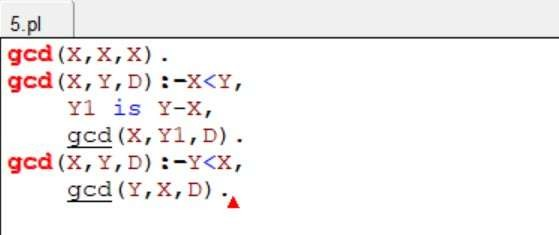 5.pl
gcd(X,X,X).
gcd(X,Y,D):-X<Y,
Y1 is Y-X,
gcd(X,Y1,D).
gcd(X,Y,D):-Y<X,
gcd(Y,X,D).